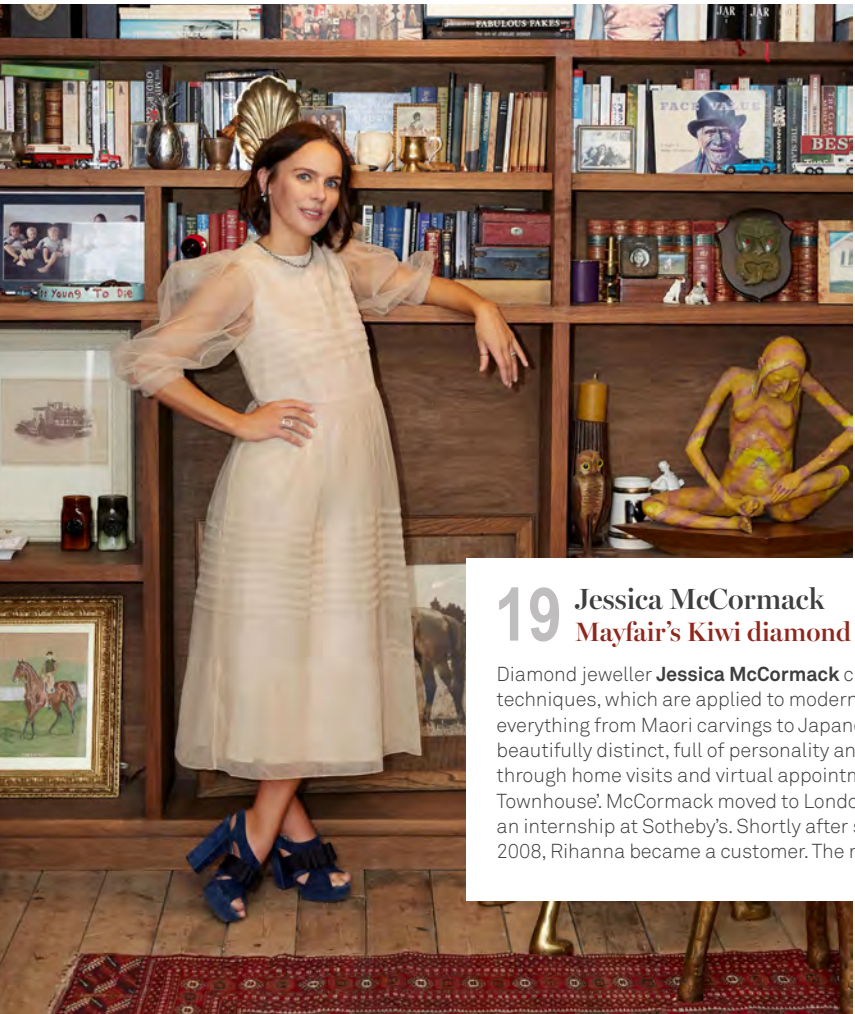 JAR JAR
FABULOUS FAKES
FACE VALUE
BEST
Young To Die
19 Jessica McCormack
Mayfair's Kiwi diamond
Diamond jeweller Jessica McCormack c
techniques, which are applied to modern
everything from Maori carvings to Japane
beautifully distinct, full of personality an
through home visits and virtual appointm
Townhouse’. McCormack moved to Londo
an internship at Sotheby’s. Shortly after s
2008, Rihanna became a customer. The r